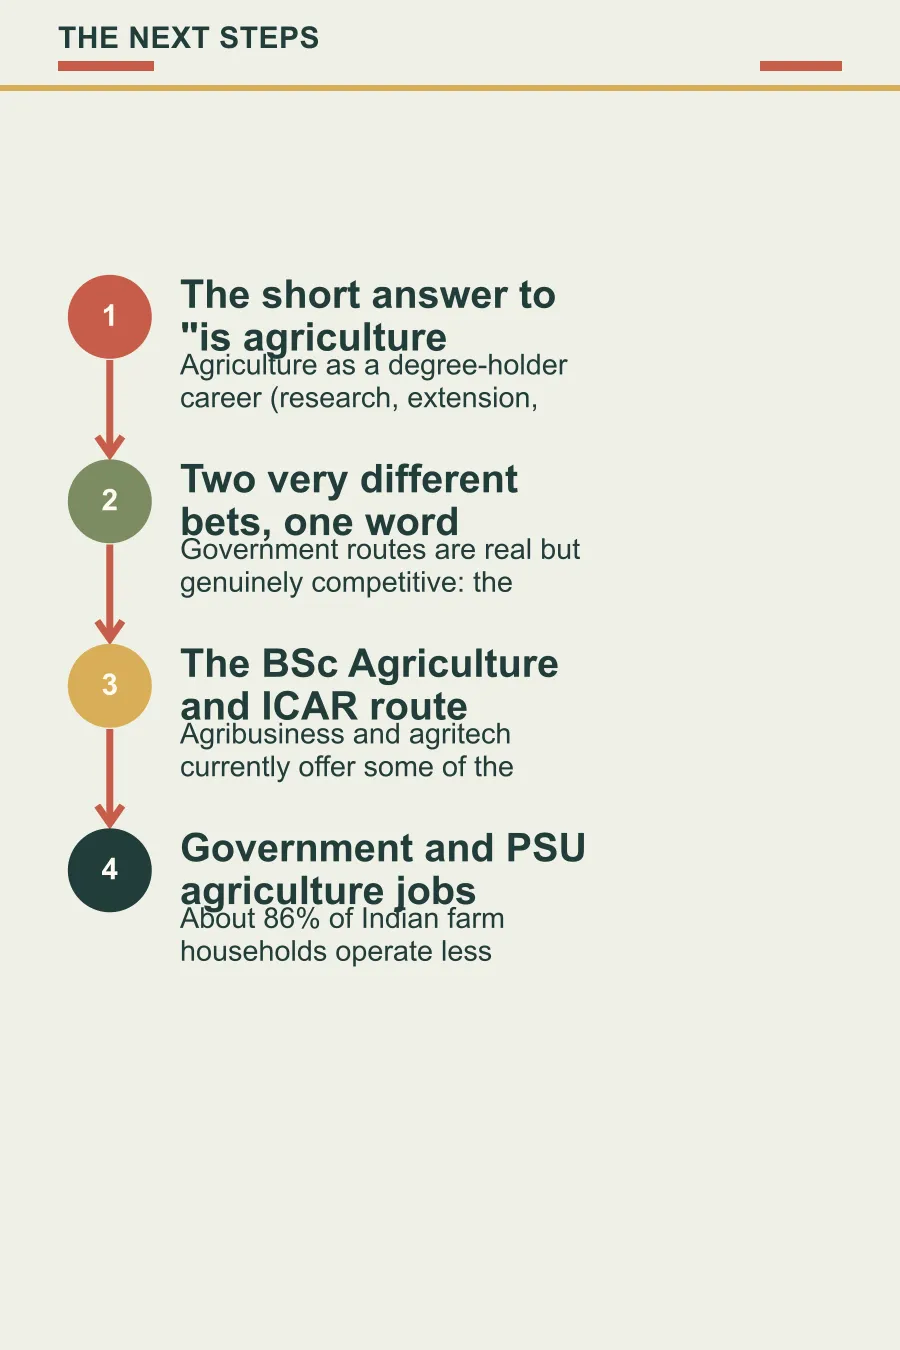 THE NEXT STEPS
1
The short answer to
"is agriculture
Agriculture as a degree-holder
career (research, extension,
2
Two very different
bets, one word
Government routes are real but
genuinely competitive: the
3
The BSc Agriculture
and ICAR route
Agribusiness and agritech
currently offer some of the
4
Government and PSU
agriculture jobs
About 86% of Indian farm
households operate less